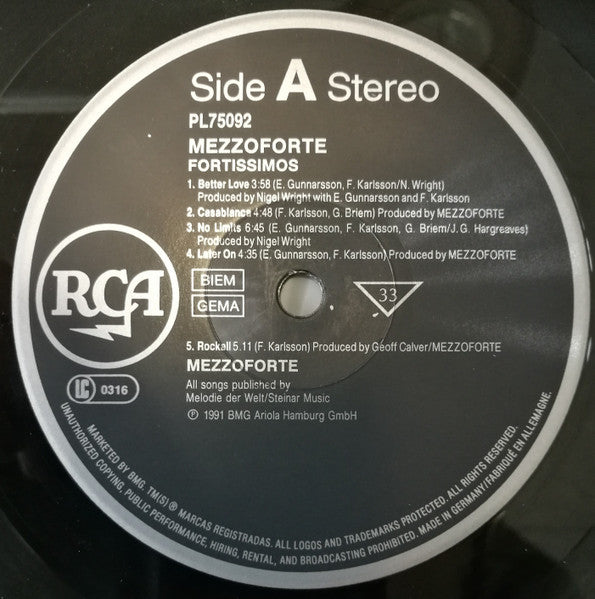 Side A Stereo
PL75092
MEZZOFORTE
FORTISSIMOS
1. Better Love 3:58 (E. Gunnarsson, F. Karlsson/N. Wright)
Produced by Nigel Wright with E. Gunnarsson and F. Karlsson
2. Casablanca 4:48 (F. Karlsson, G. Briem) Produced by MEZZOFORTE
3. No Limits 6:45 (E. Gunnarsson, F. Karlsson, G. Briem/J.G. Hargreaves)
Produced by Nigel Wright
4. Later On 4:35 (E. Gunnarsson, F. Karlsson) Produced by MEZZOFORTE
RCA
BIEM
GEMA
33
5. Rockall 5.11 (F. Karlsson) Produced by Geoff Calver/MEZZOFORTE
MEZZOFORTE
LC 0316
All songs published by
Melodie der Welt/Steinar Music
℗ 1991 BMG Ariola Hamburg GmbH
MARKETED BY BMG. TM(S) ® MARCAS REGISTRADAS. ALL LOGOS AND TRADEMARKS PROTECTED. ALL RIGHTS RESERVED.
UNAUTHORIZED COPYING, PUBLIC PERFORMANCE, HIRING, RENTAL, AND BROADCASTING PROHIBITED. MADE IN GERMANY/FABRIQUÉ EN ALLEMAGNE.